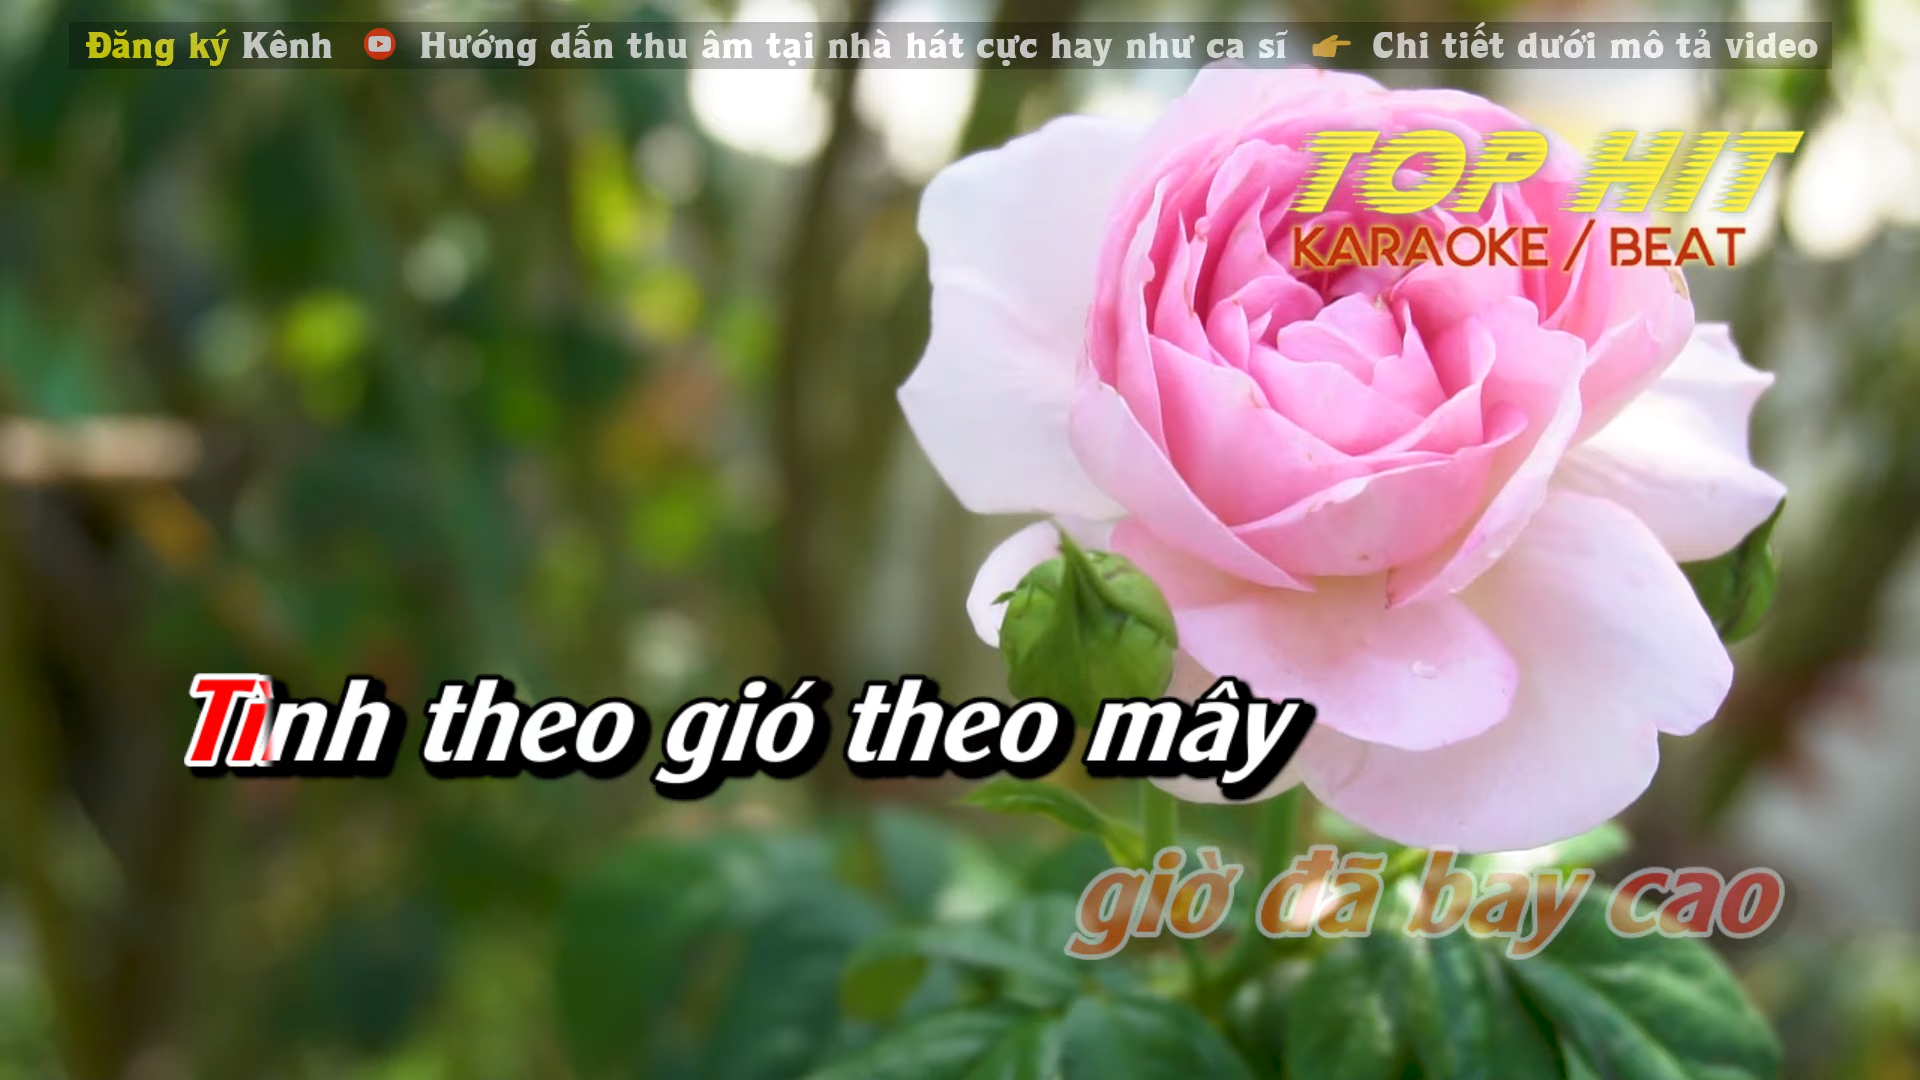 Đăng ký Kênh Hướng dẫn thu âm tại nhà hát cực hay như ca sĩ 👉 Chi tiết dưới mô tả video
TOP HIT
KARAOKE / BEAT
Tình theo gió theo mây
giờ đã bay cao